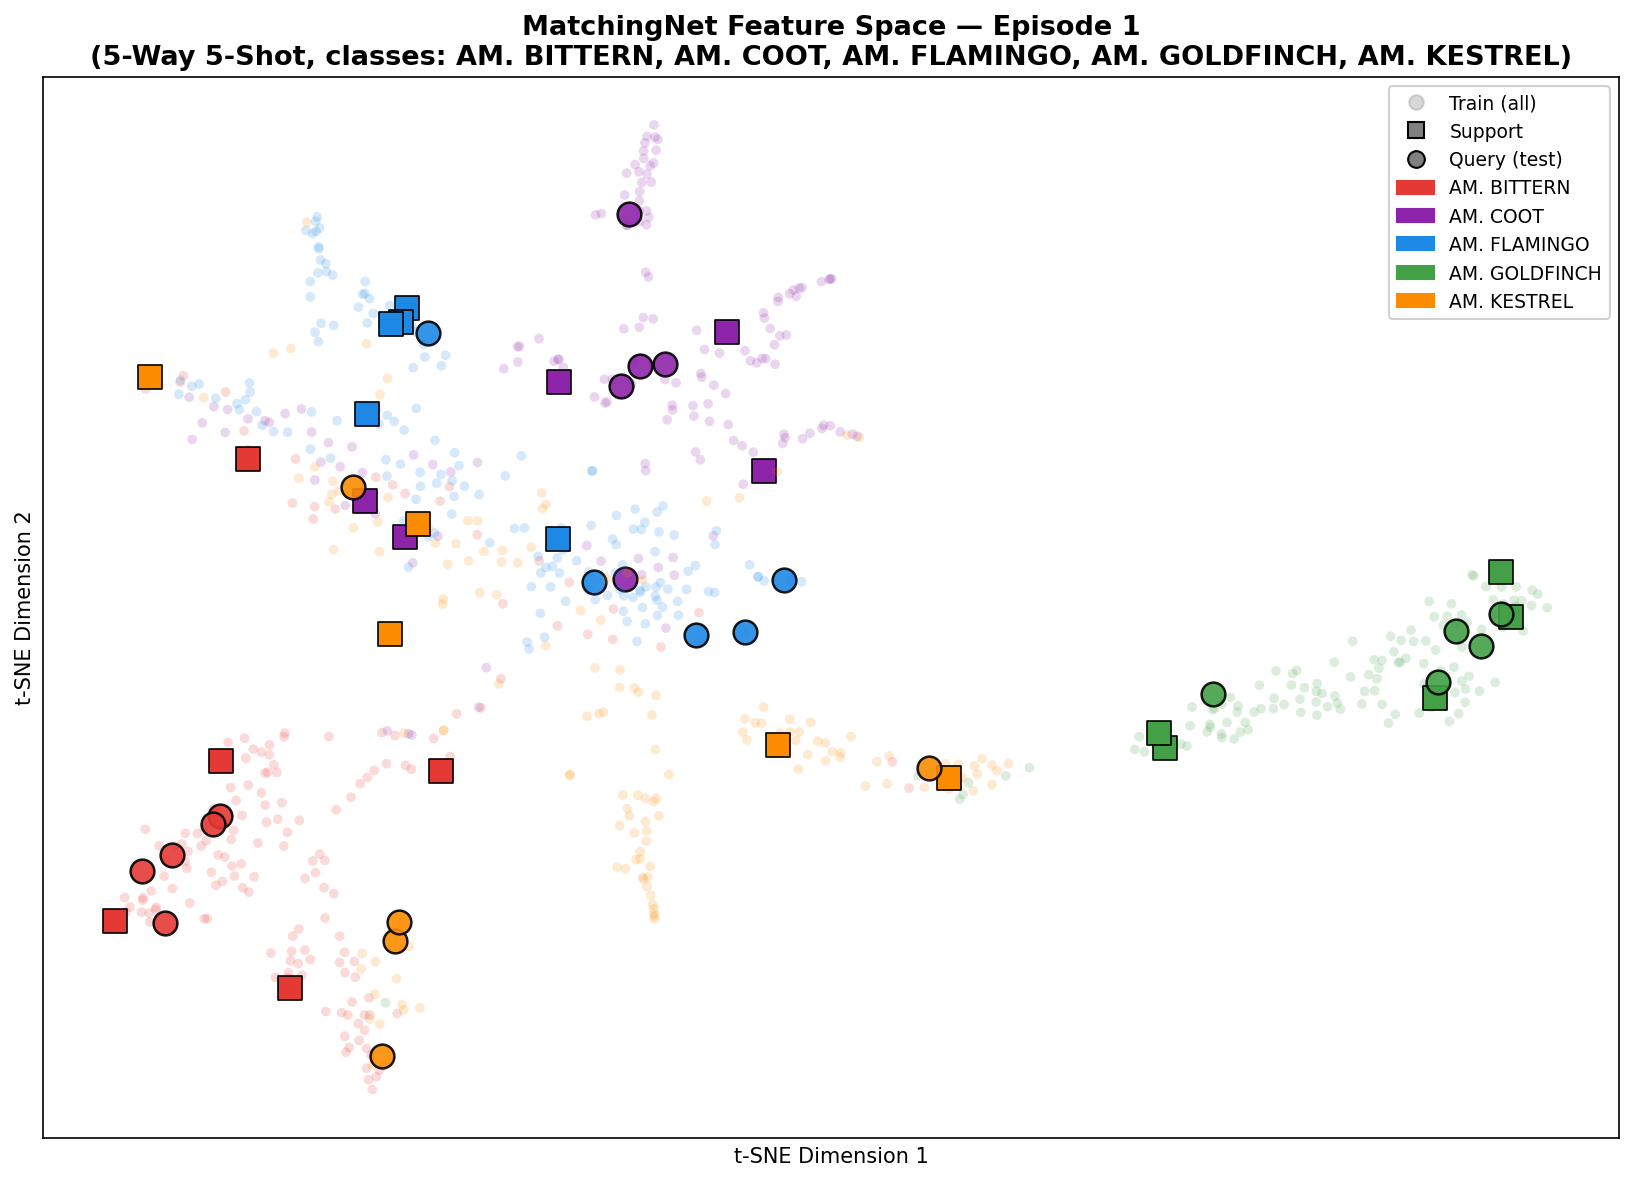 MatchingNet Feature Space — Episode 1
(5-Way 5-Shot, classes: AM. BITTERN, AM. COOT, AM. FLAMINGO, AM. GOLDFINCH, AM. KESTREL)
Train (all)
Support
Query (test)
AM. BITTERN
AM. COOT
AM. FLAMINGO
AM. GOLDFINCH
AM. KESTREL
t-SNE Dimension 2
t-SNE Dimension 1